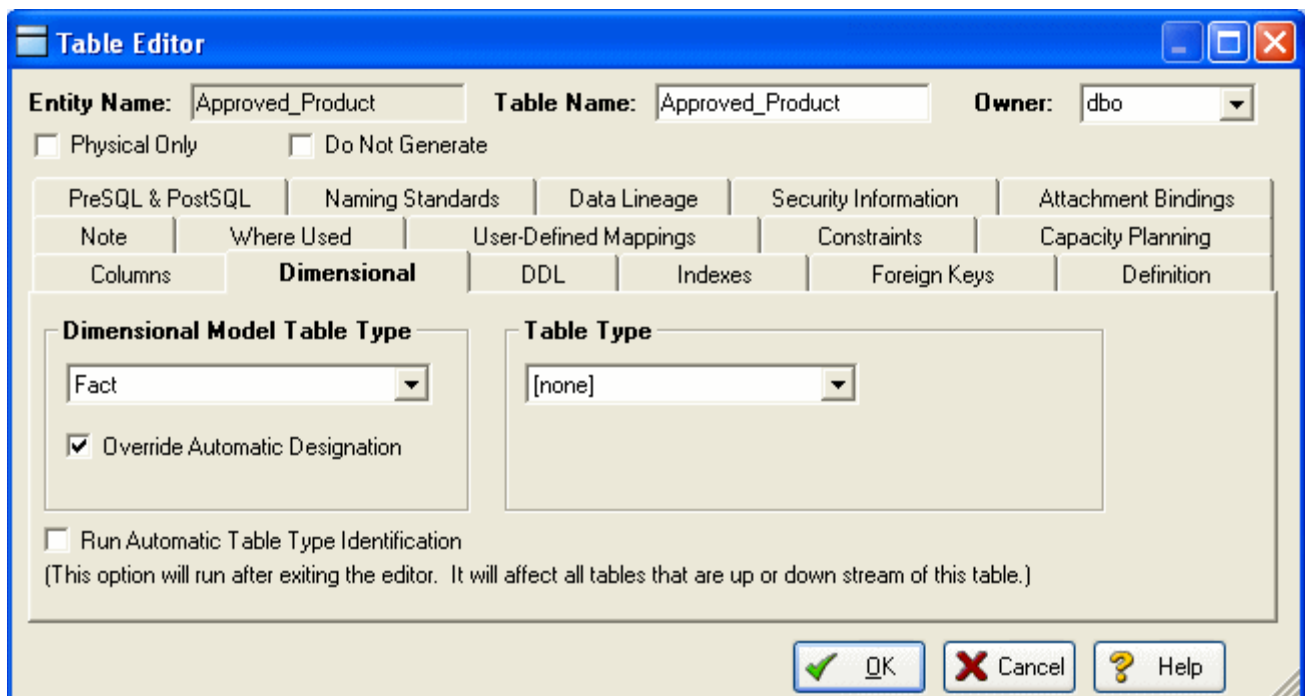 Table Editor
Entity Name: Approved_Product Table Name: Approved_Product Owner: dbo
Physical Only Do Not Generate
PreSQL & PostSQL Naming Standards Data Lineage Security Information Attachment Bindings
Note Where Used User-Defined Mappings Constraints Capacity Planning
Columns Dimensional DDL Indexes Foreign Keys Definition
Dimensional Model Table Type Table Type
Fact [none]
Override Automatic Designation
Run Automatic Table Type Identification
(This option will run after exiting the editor. It will affect all tables that are up or down stream of this table.)
OK Cancel Help